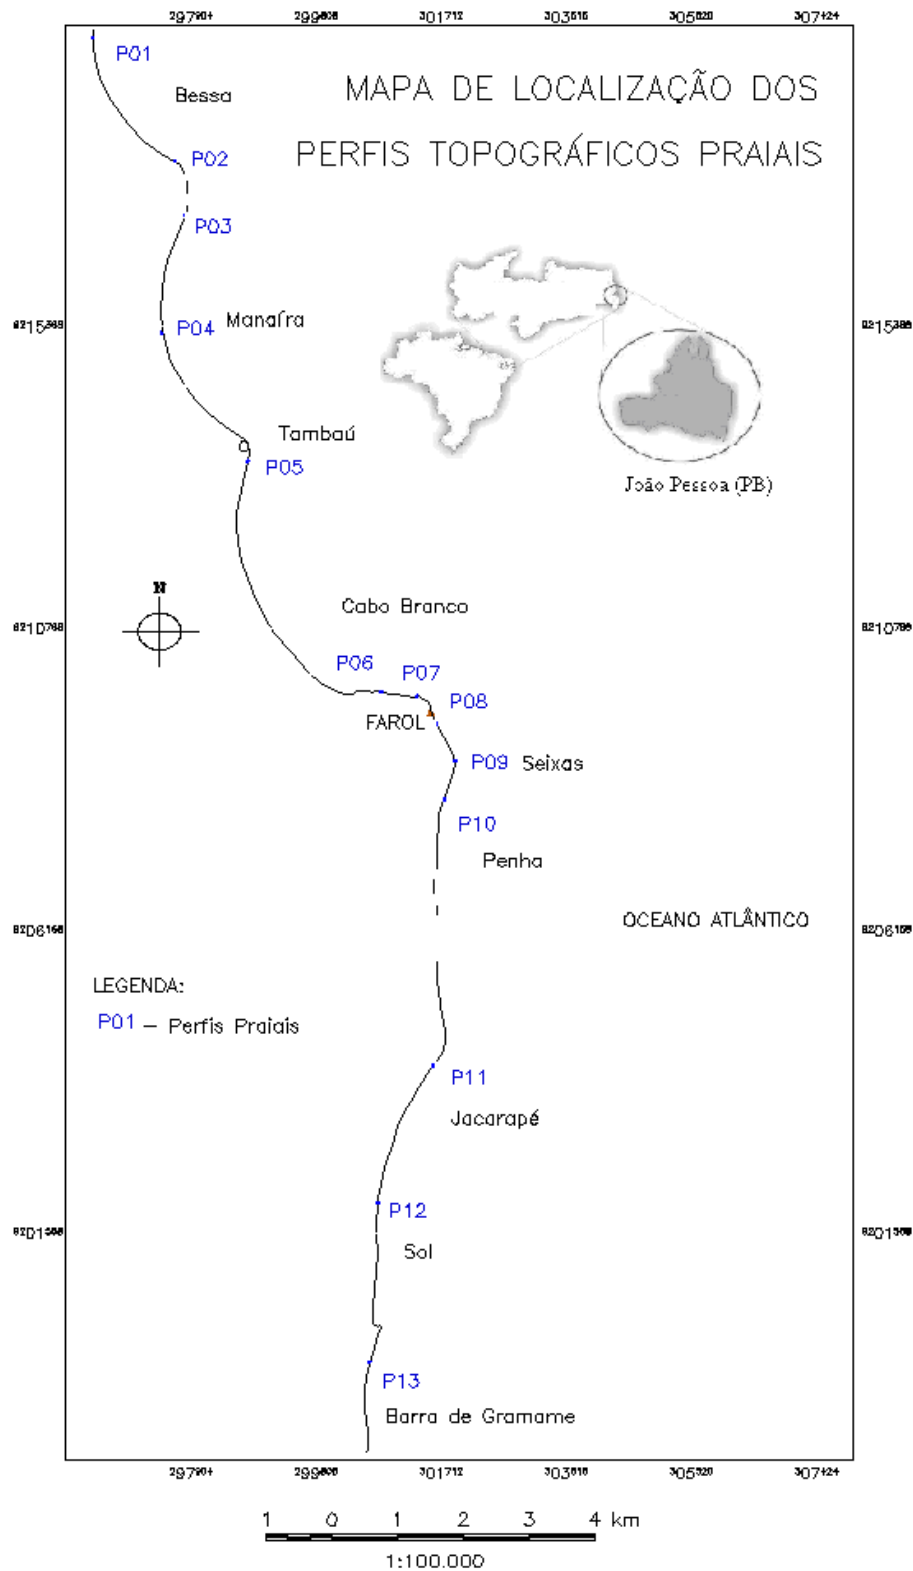 297904 299808 301712 303616 305520 307424
P01
Bessa
MAPA DE LOCALIZAÇÃO DOS
PERFIS TOPOGRÁFICOS PRAIAIS
P02
P03
P04
Manaíra
Tambaú
P05
João Pessoa (PB)
N
Cabo Branco
P06
P07
P08
FAROL
P09 Seixas
P10
Penha
OCEANO ATLÂNTICO
LEGENDA:
P01 - Perfis Praiais
P11
Jacarapé
P12
Sol
P13
Barra de Gramame
297904 299808 301712 303616 305520 307424
1 0 1 2 3 4 km
1:100.000